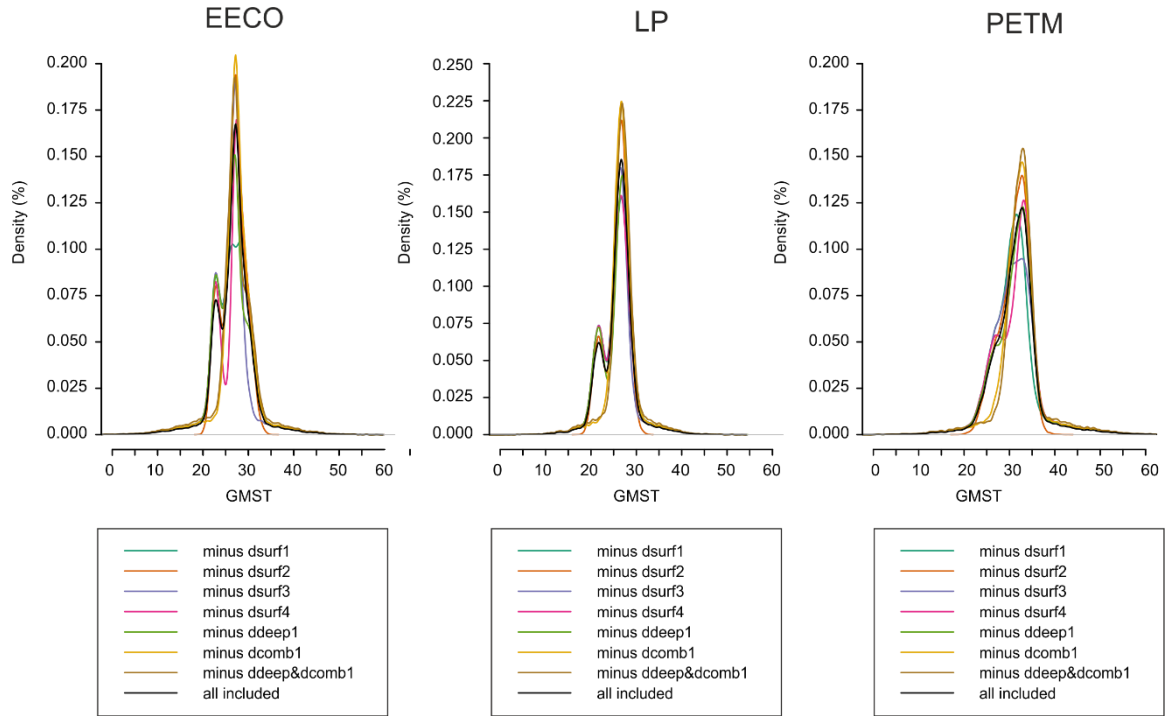 EECO
LP
PETM
Density (%)
0.200
0.175
0.150
0.125
0.100
0.075
0.050
0.025
0.000
0 10 20 30 40 50 60
GMST
Density (%)
0.250
0.225
0.200
0.175
0.150
0.125
0.100
0.075
0.050
0.025
0.000
0 10 20 30 40 50 60
GMST
Density (%)
0.200
0.175
0.150
0.125
0.100
0.075
0.050
0.025
0.000
0 10 20 30 40 50 60
GMST
minus dsurf1
minus dsurf2
minus dsurf3
minus dsurf4
minus ddeep1
minus dcomb1
minus ddeep&dcomb1
all included
minus dsurf1
minus dsurf2
minus dsurf3
minus dsurf4
minus ddeep1
minus dcomb1
minus ddeep&dcomb1
all included
minus dsurf1
minus dsurf2
minus dsurf3
minus dsurf4
minus ddeep1
minus dcomb1
minus ddeep&dcomb1
all included